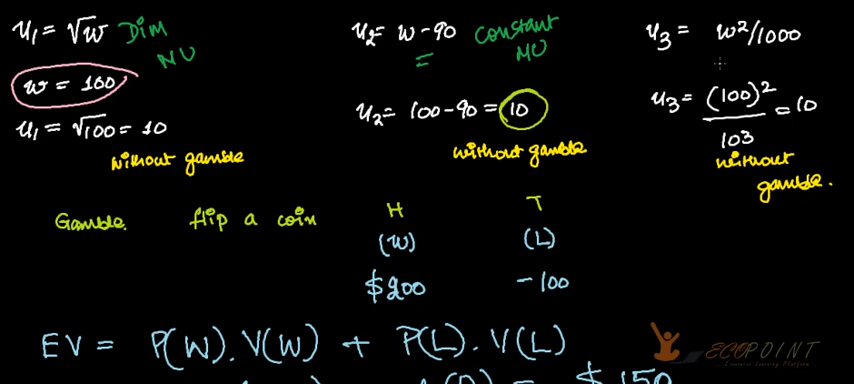 u₁ = √w Dim MU
w = 100
u₁ = √100 = 10
without gamble
u₂ = w - 90 constant MU
=
u₂ = 100 - 90 = 10
without gamble
u₃ = w²/1000
u₃ = (100)² / 10³ = 10
without gamble.
Gamble. flip a coin H T
(W) (L)
$200 -100
EV = P(W). V(W) + P(L). V(L)
= $ 150
ECOPOINT